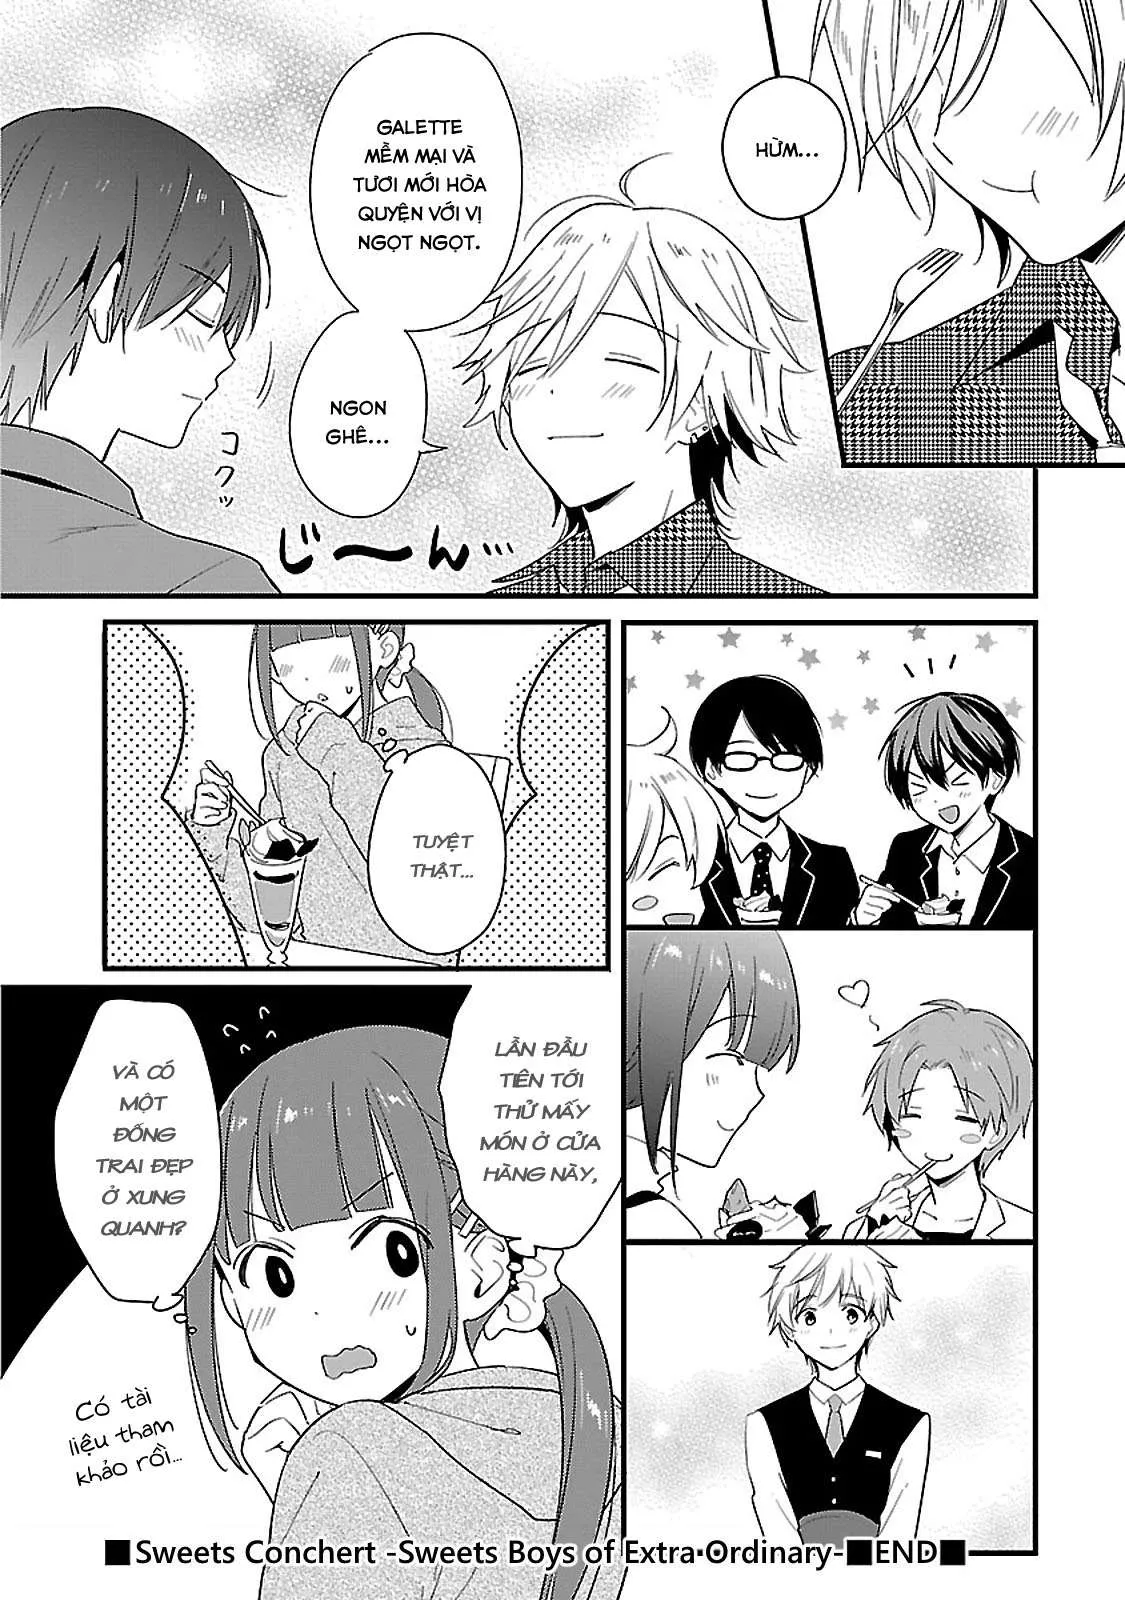 HỪM...
GALETTE
MỀM MẠI VÀ
TƯƠI MỚI HÒA
QUYỆN VỚI VỊ
NGỌT NGỌT.
NGON
GHÊ...
コクッ
じ〜ん…
TUYỆT
THẬT...
LẦN ĐẦU
TIÊN TỚI
THỬ MẤY
MÓN Ở CỬA
HÀNG NÀY,
VÀ CÓ
MỘT
ĐỐNG
TRAI ĐẸP
Ở XUNG
QUANH?
Có tài
liệu tham
khảo rồi...
■Sweets Conchert -Sweets Boys of Extra·Ordinary-■END■